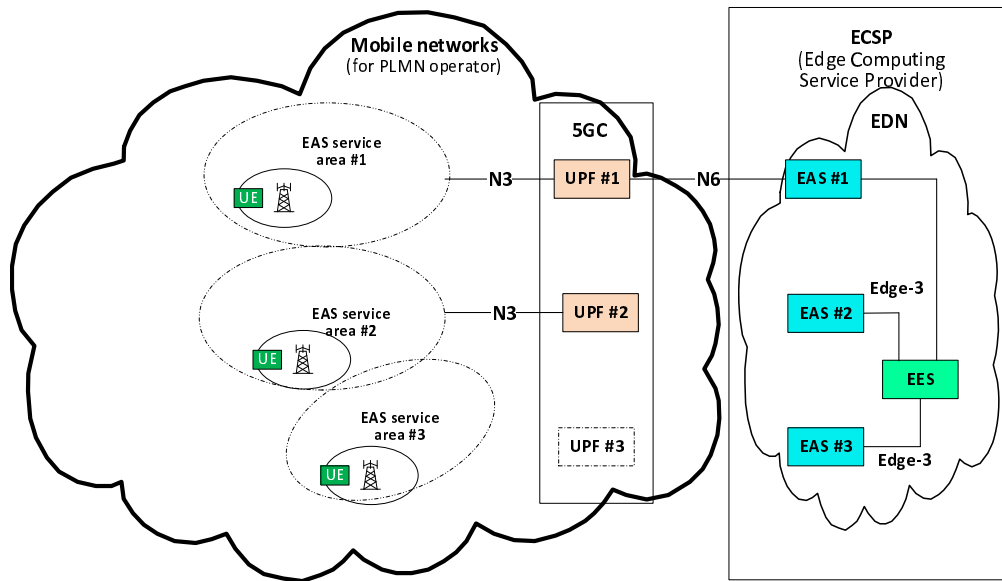 Mobile networks
(for PLMN operator)
ECSP
(Edge Computing
Service Provider)
EDN
5GC
EAS service
area #1
UE
N3
UPF #1
N6
EAS #1
EAS service
area #2
UE
N3
UPF #2
Edge-3
EAS #2
EES
EAS service
area #3
UE
UPF #3
EAS #3
Edge-3